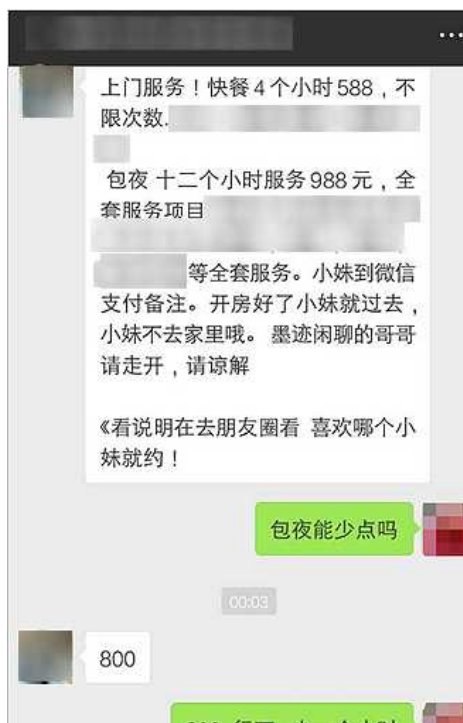 上门服务！快餐4个小时588，不
限次数.
包夜 十二个小时服务988元，全
套服务项目
等全套服务。小妹到微信
支付备注。开房好了小妹就过去，
小妹不去家里哦。 墨迹闲聊的哥哥
请走开，请谅解
《看说明在去朋友圈看 喜欢哪个小
妹就约！
包夜能少点吗
00:03
800